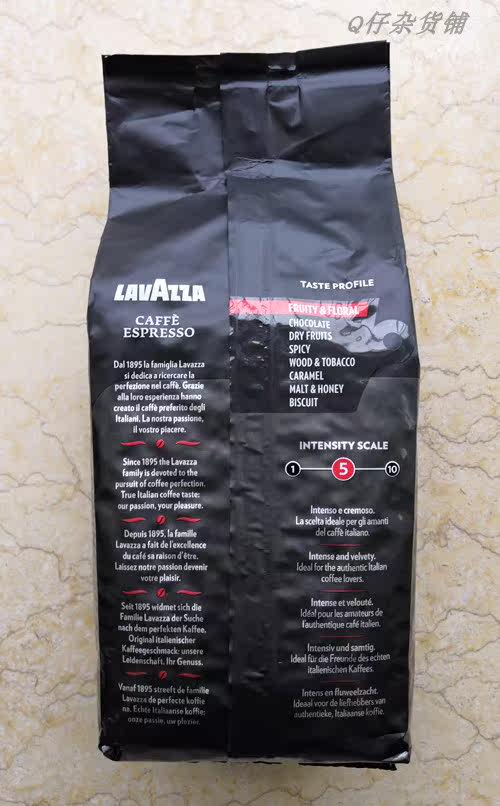 Q仔杂货铺
LAVAZZA
CAFFÈ
ESPRESSO
Dal 1895 la famiglia Lavazza
si dedica a ricercare la
perfezione nel caffè. Grazie
alla loro esperienza hanno
creato il caffè preferito degli
Italiani. La nostra passione,
il vostro piacere.
Since 1895 the Lavazza
family is devoted to the
pursuit of coffee perfection.
True Italian coffee taste:
our passion, your pleasure.
Depuis 1895, la famille
Lavazza a fait de l'excellence
du café sa raison d'être.
Laissez notre passion devenir
votre plaisir.
Seit 1895 widmet sich die
Familie Lavazza der Suche
nach dem perfekten Kaffee.
Original italienischer
Kaffeegeschmack: unsere
Leidenschaft. Ihr Genuss.
Vanaf 1895 streeft de familie
Lavazza de perfecte koffie
na. Echte Italiaanse koffie:
onze passie, uw plezier.
TASTE PROFILE
FRUITY & FLORAL
CHOCOLATE
DRY FRUITS
SPICY
WOOD & TOBACCO
CARAMEL
MALT & HONEY
BISCUIT
INTENSITY SCALE
1 5 10
Intenso e cremoso.
La scelta ideale per gli amanti
del caffè italiano.
Intense and velvety.
Ideal for the authentic Italian
coffee lovers.
Intense et velouté.
Idéal pour les amateurs de
l'authentique café italien.
Intensiv und samtig.
Ideal für die Freunde des echten
italienischen Kaffees.
Intens en fluweelzacht.
Ideaal voor de liefhebbers van
authentieke, Italiaanse koffie.